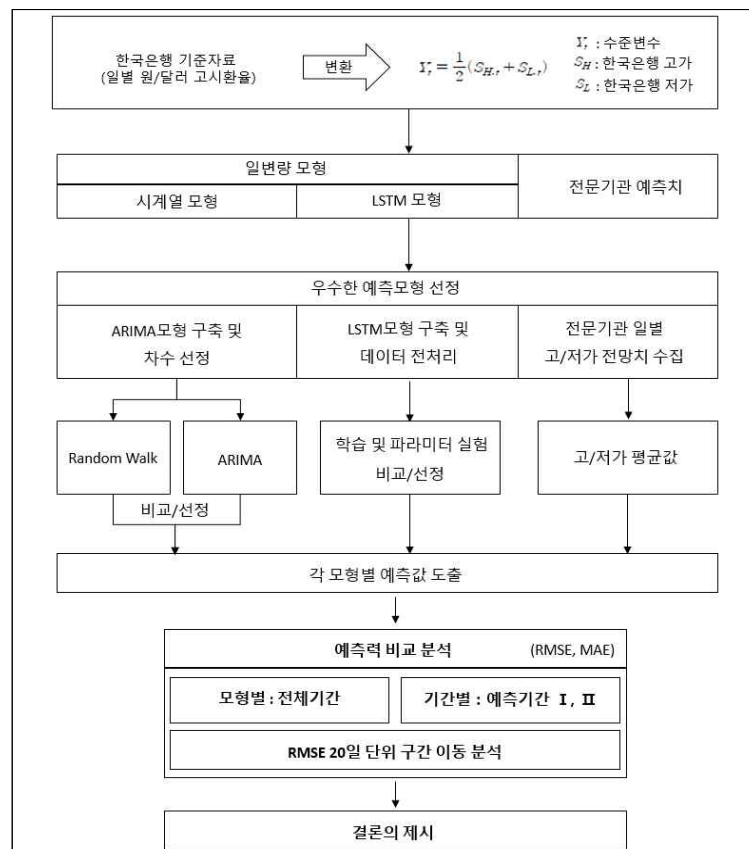 한국은행 기준자료
(일별 원/달러 고시환율)
변환
Y_t = 1/2 (S_{H,t} + S_{L,t})
Y_t : 수준변수
S_H : 한국은행 고가
S_L : 한국은행 저가
일변량 모형
시계열 모형
LSTM 모형
전문기관 예측치
우수한 예측모형 선정
ARIMA모형 구축 및
차수 선정
LSTM모형 구축 및
데이터 전처리
전문기관 일별
고/저가 전망치 수집
Random Walk
ARIMA
비교/선정
학습 및 파라미터 실험
비교/선정
고/저가 평균값
각 모형별 예측값 도출
예측력 비교 분석 (RMSE, MAE)
모형별 : 전체기간
기간별 : 예측기간 Ⅰ, Ⅱ
RMSE 20일 단위 구간 이동 분석
결론의 제시